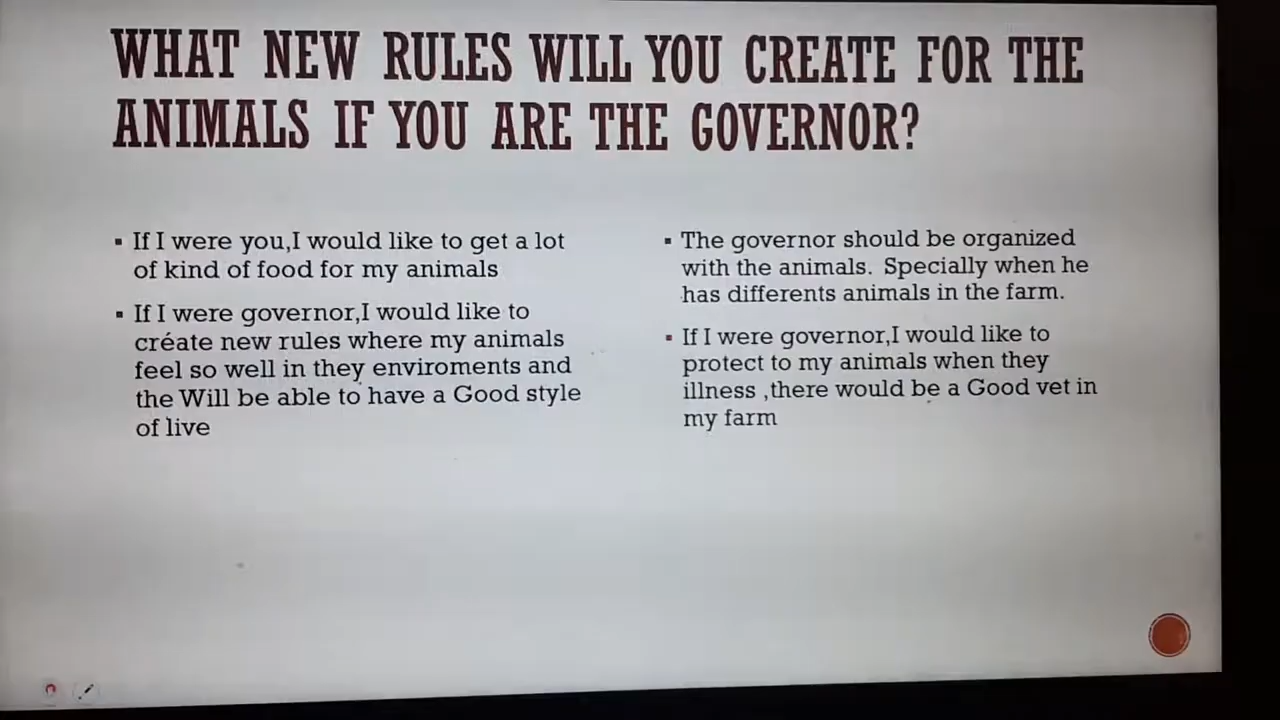 WHAT NEW RULES WILL YOU CREATE FOR THE
ANIMALS IF YOU ARE THE GOVERNOR?
▪ If I were you,I would like to get a lot
of kind of food for my animals
▪ If I were governor,I would like to
créate new rules where my animals
feel so well in they enviroments and
the Will be able to have a Good style
of live
▪ The governor should be organized
with the animals. Specially when he
has differents animals in the farm.
▪ If I were governor,I would like to
protect to my animals when they
illness ,there would be a Good vet in
my farm